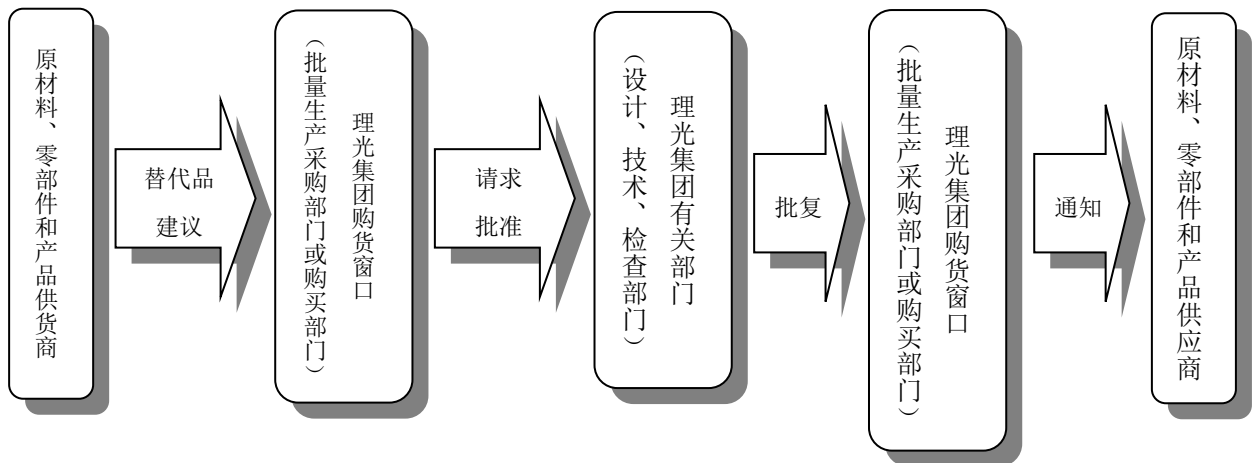 原材料、零部件和产品供货商
替代品
建议
理光集团购货窗口
（批量生产采购部门或购买部门）
请求
批准
理光集团有关部门
（设计、技术、检查部门）
批复
理光集团购货窗口
（批量生产采购部门或购买部门）
通知
原材料、零部件和产品供应商